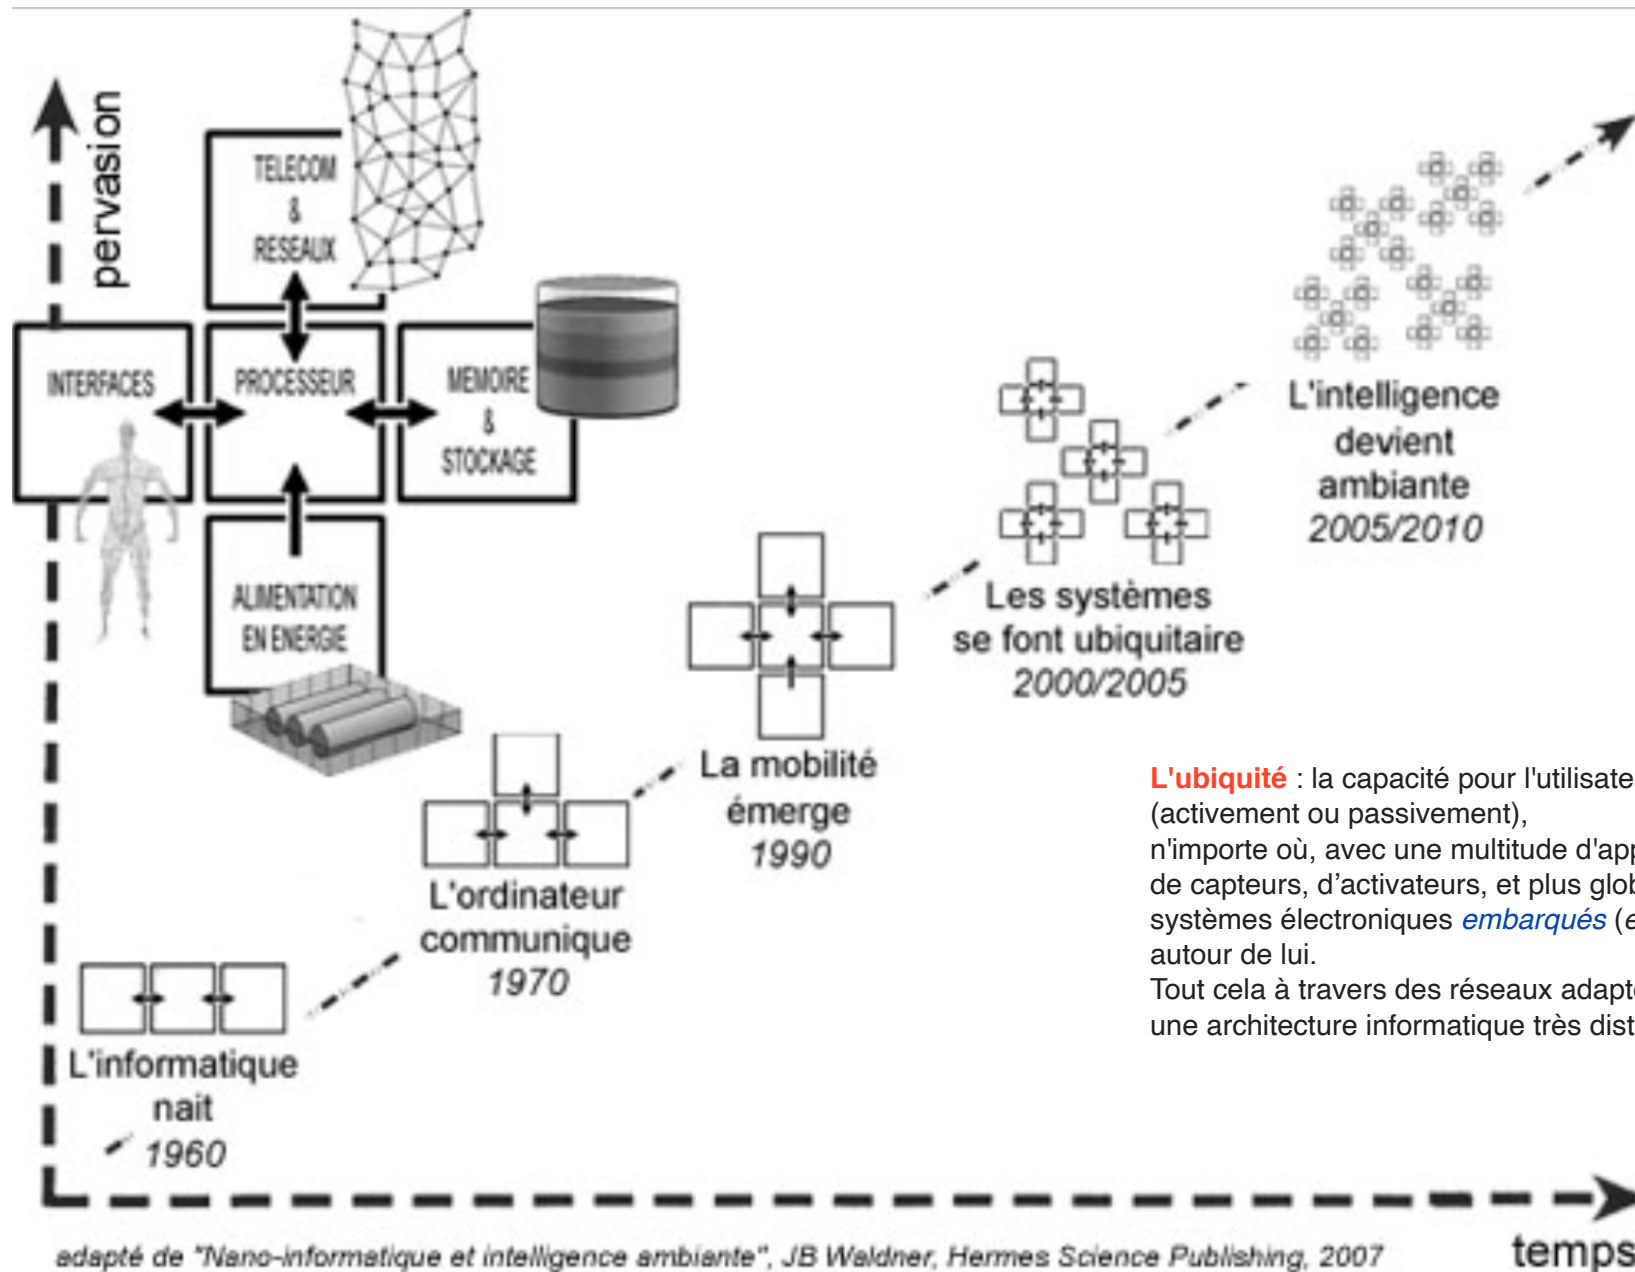 pervasion
TELECOM
&
RESEAUX
INTERFACES
PROCESSEUR
MEMOIRE
&
STOCKAGE
ALIMENTATION
EN ENERGIE
L'informatique
nait
1960
L'ordinateur
communique
1970
La mobilité
émerge
1990
Les systèmes
se font ubiquitaire
2000/2005
L'intelligence
devient
ambiante
2005/2010
L'ubiquité : la capacité pour l'utilisate
(activement ou passivement),
n'importe où, avec une multitude d'app
de capteurs, d’activateurs, et plus glob
systèmes électroniques embarqués (e
autour de lui.
Tout cela à travers des réseaux adapt
une architecture informatique très dist
temps
adapté de "Nano-informatique et intelligence ambiante", JB Waldner, Hermes Science Publishing, 2007